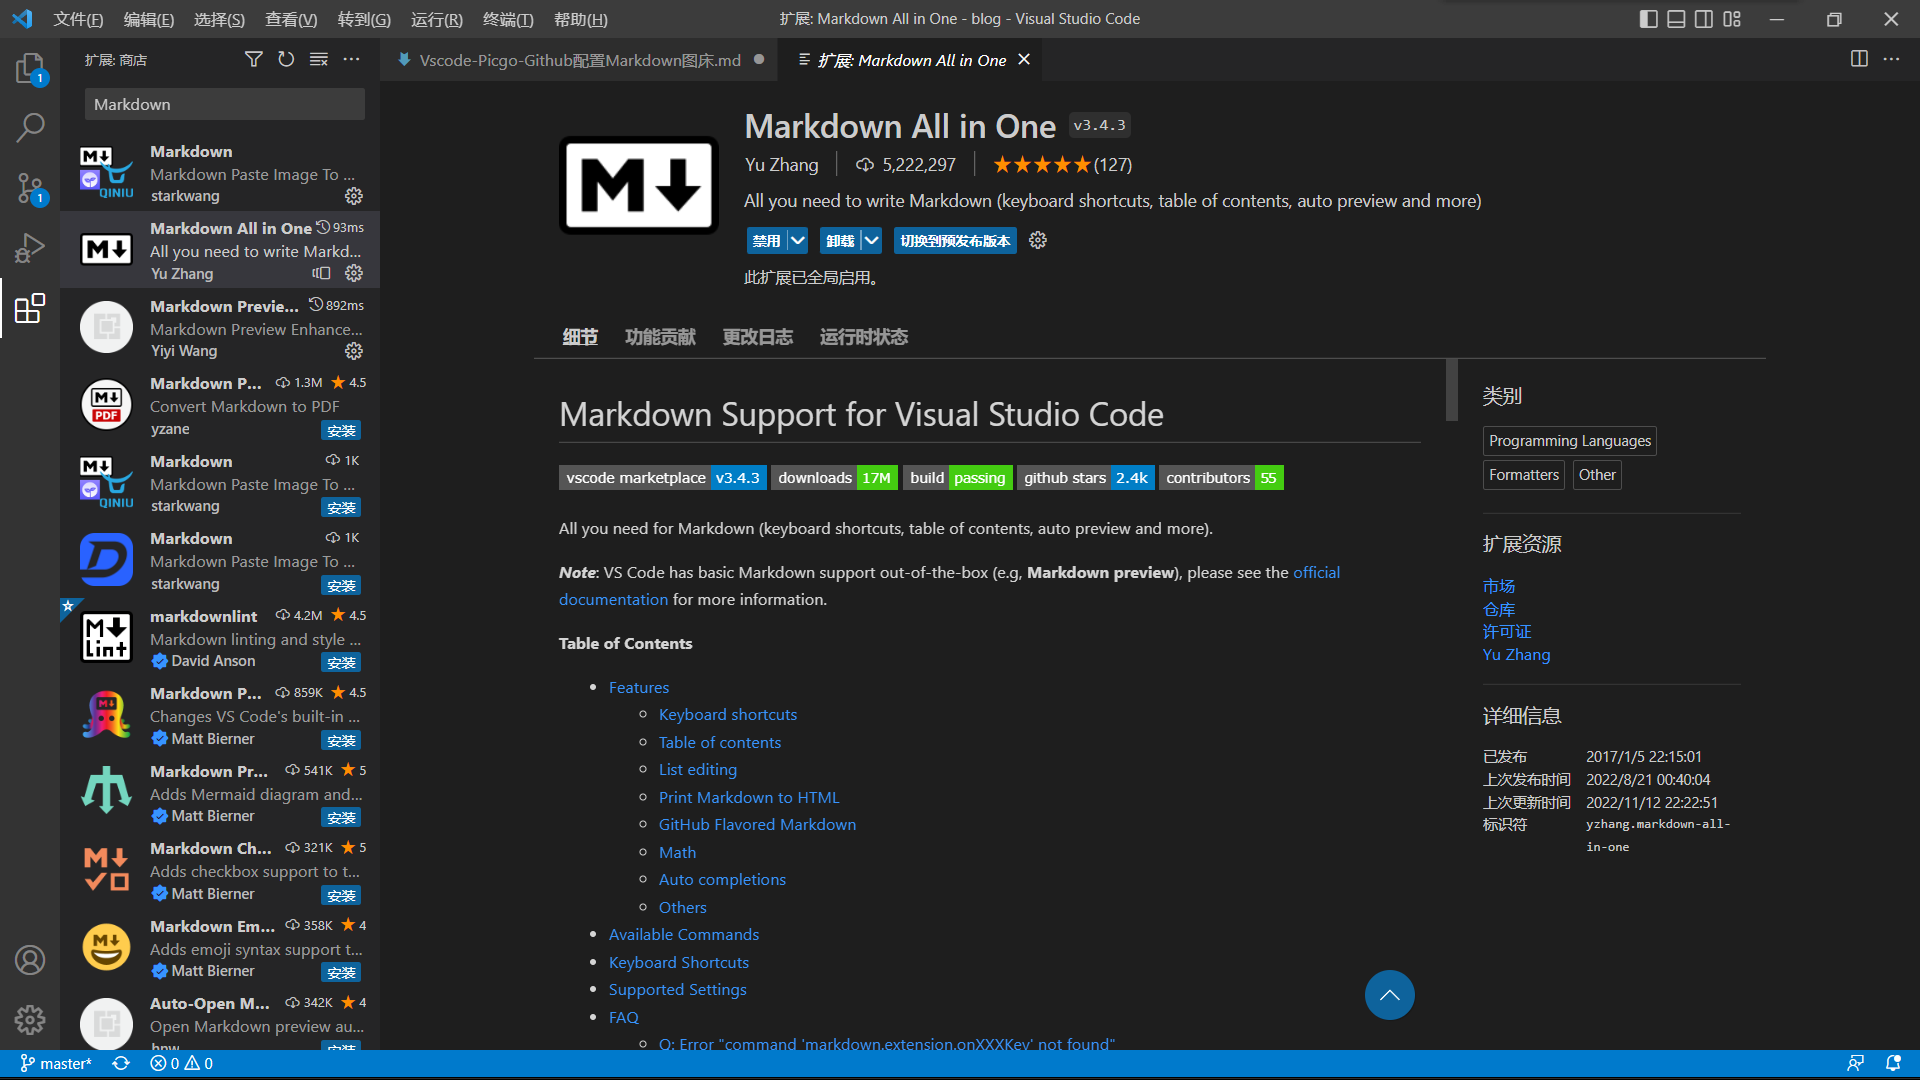 文件(F) 编辑(E) 选择(S) 查看(V) 转到(G) 运行(R) 终端(T) 帮助(H)
扩展: Markdown All in One - blog - Visual Studio Code
扩展: 商店
Markdown
Markdown
Markdown Paste Image To ...
starkwang
Markdown All in One 93ms
All you need to write Markd...
Yu Zhang
Markdown Previe... 892ms
Markdown Preview Enhance...
Yiyi Wang
Markdown P... 1.3M 4.5
Convert Markdown to PDF
yzane 安装
Markdown 1K
Markdown Paste Image To ...
starkwang 安装
Markdown 1K
Markdown Paste Image To ...
starkwang 安装
markdownlint 4.2M 4.5
Markdown linting and style ...
David Anson 安装
Markdown P... 859K 4.5
Changes VS Code's built-in ...
Matt Bierner 安装
Markdown Pr... 541K 5
Adds Mermaid diagram and...
Matt Bierner 安装
Markdown Ch... 321K 5
Adds checkbox support to t...
Matt Bierner 安装
Markdown Em... 358K 4
Adds emoji syntax support t...
Matt Bierner 安装
Auto-Open M... 342K 4
Open Markdown preview au...
hnw 安装
Vscode-Picgo-Github配置Markdown图床.md
扩展: Markdown All in One
M
Markdown All in One v3.4.3
Yu Zhang 5,222,297 (127)
All you need to write Markdown (keyboard shortcuts, table of contents, auto preview and more)
禁用 卸载 切换到预发布版本
此扩展已全局启用。
细节 功能贡献 更改日志 运行时状态
Markdown Support for Visual Studio Code
vscode marketplace v3.4.3 downloads 17M build passing github stars 2.4k contributors 55
All you need for Markdown (keyboard shortcuts, table of contents, auto preview and more).
Note: VS Code has basic Markdown support out-of-the-box (e.g, Markdown preview), please see the official
documentation for more information.
Table of Contents
Features
Keyboard shortcuts
Table of contents
List editing
Print Markdown to HTML
GitHub Flavored Markdown
Math
Auto completions
Others
Available Commands
Keyboard Shortcuts
Supported Settings
FAQ
Q: Error "command 'markdown.extension.onXXXKey' not found"
类别
Programming Languages
Formatters Other
扩展资源
市场
仓库
许可证
Yu Zhang
详细信息
已发布 2017/1/5 22:15:01
上次发布时间 2022/8/21 00:40:04
上次更新时间 2022/11/12 22:22:51
标识符 yzhang.markdown-all-
in-one
master* 0 0